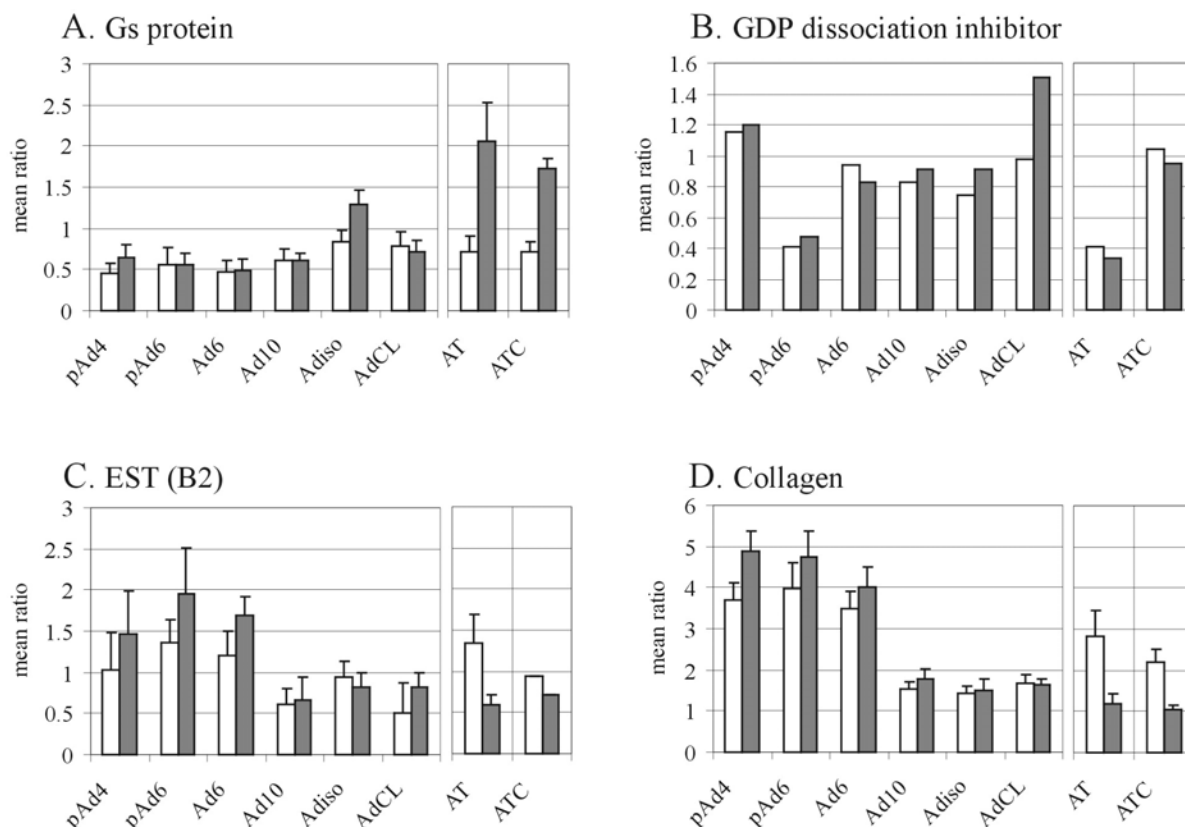 A. Gs protein
3
2.5
2
1.5
1
0.5
0
mean ratio
pAd4
pAd6
Ad6
Ad10
Adiso
AdCL
AT
ATC
B. GDP dissociation inhibitor
1.6
1.4
1.2
1
0.8
0.6
0.4
0.2
0
mean ratio
pAd4
pAd6
Ad6
Ad10
Adiso
AdCL
AT
ATC
C. EST (B2)
3
2.5
2
1.5
1
0.5
0
mean ratio
pAd4
pAd6
Ad6
Ad10
Adiso
AdCL
AT
ATC
D. Collagen
6
5
4
3
2
1
0
mean ratio
pAd4
pAd6
Ad6
Ad10
Adiso
AdCL
AT
ATC